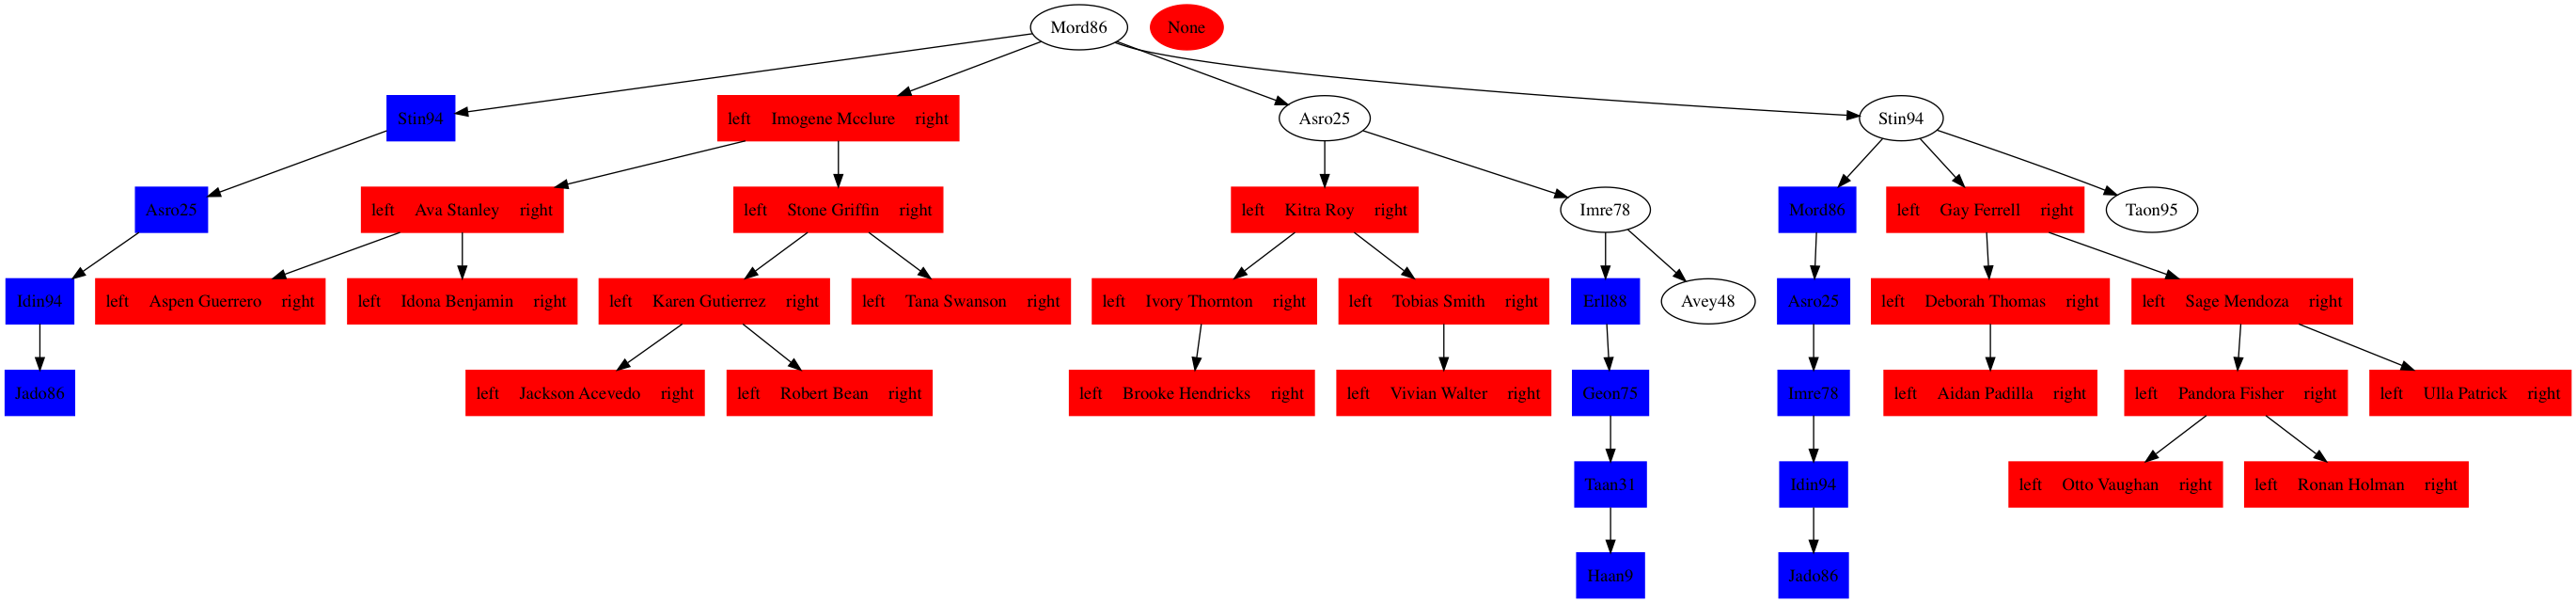 Mord86 None
Stin94 left Imogene Mcclure right Asro25 Stin94
Asro25 left Ava Stanley right left Stone Griffin right left Kitra Roy right Imre78 Mord86 left Gay Ferrell right Taon95
Idin94 left Aspen Guerrero right left Idona Benjamin right left Karen Gutierrez right left Tana Swanson right left Ivory Thornton right left Tobias Smith right Erll88 Avey48 Asro25 left Deborah Thomas right left Sage Mendoza right
Jado86 left Jackson Acevedo right left Robert Bean right left Brooke Hendricks right left Vivian Walter right Geon75 Imre78 left Aidan Padilla right left Pandora Fisher right left Ulla Patrick right
Taan31 Idin94 left Otto Vaughan right left Ronan Holman right
Haan9 Jado86